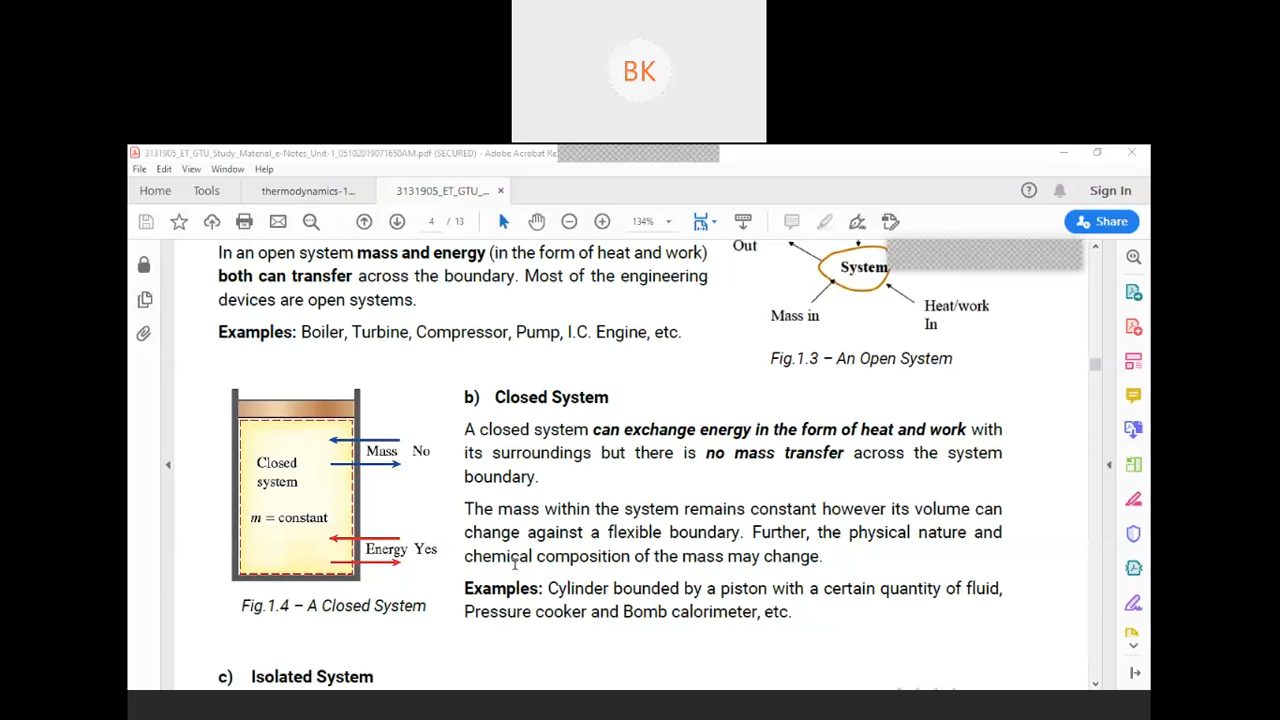 BK
3131905_ET_GTU_Study_Material_e-Notes_Unit-1_05102019071650AM.pdf (SECURED) - Adobe Acrobat Re
File Edit View Window Help
Home Tools thermodynamics-1... 3131905_ET_GTU_... × Sign In
4 / 13 134% Share
In an open system mass and energy (in the form of heat and work)
both can transfer across the boundary. Most of the engineering
devices are open systems.
Examples: Boiler, Turbine, Compressor, Pump, I.C. Engine, etc.
Out
System
Mass in
Heat/work
In
Fig.1.3 – An Open System
Closed
system
m = constant
Mass No
Energy Yes
Fig.1.4 – A Closed System
b) Closed System
A closed system can exchange energy in the form of heat and work with
its surroundings but there is no mass transfer across the system
boundary.
The mass within the system remains constant however its volume can
change against a flexible boundary. Further, the physical nature and
chemical composition of the mass may change.
Examples: Cylinder bounded by a piston with a certain quantity of fluid,
Pressure cooker and Bomb calorimeter, etc.
c) Isolated System